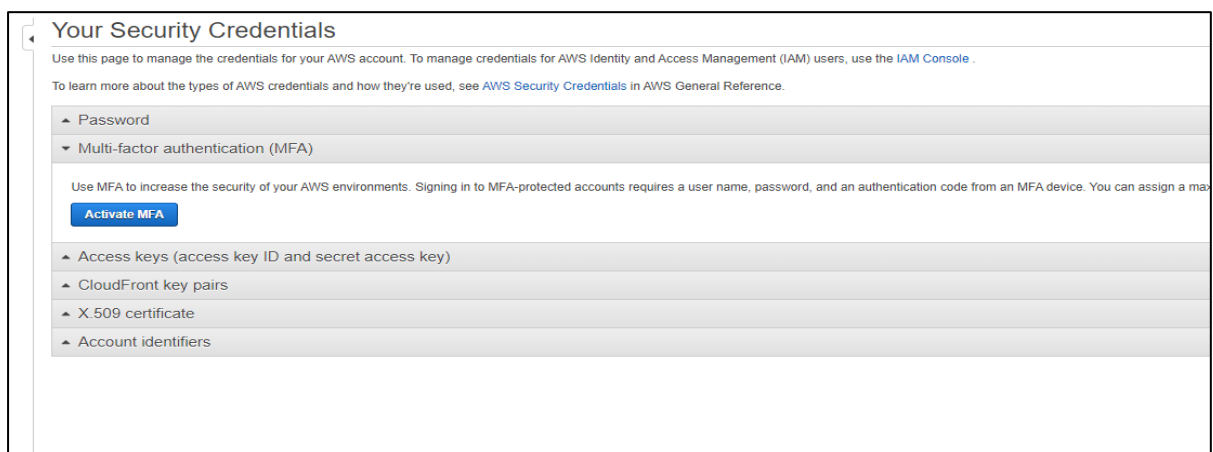 Your Security Credentials
Use this page to manage the credentials for your AWS account. To manage credentials for AWS Identity and Access Management (IAM) users, use the IAM Console .
To learn more about the types of AWS credentials and how they're used, see AWS Security Credentials in AWS General Reference.
Password
Multi-factor authentication (MFA)
Use MFA to increase the security of your AWS environments. Signing in to MFA-protected accounts requires a user name, password, and an authentication code from an MFA device. You can assign a
Activate MFA
Access keys (access key ID and secret access key)
CloudFront key pairs
X.509 certificate
Account identifiers